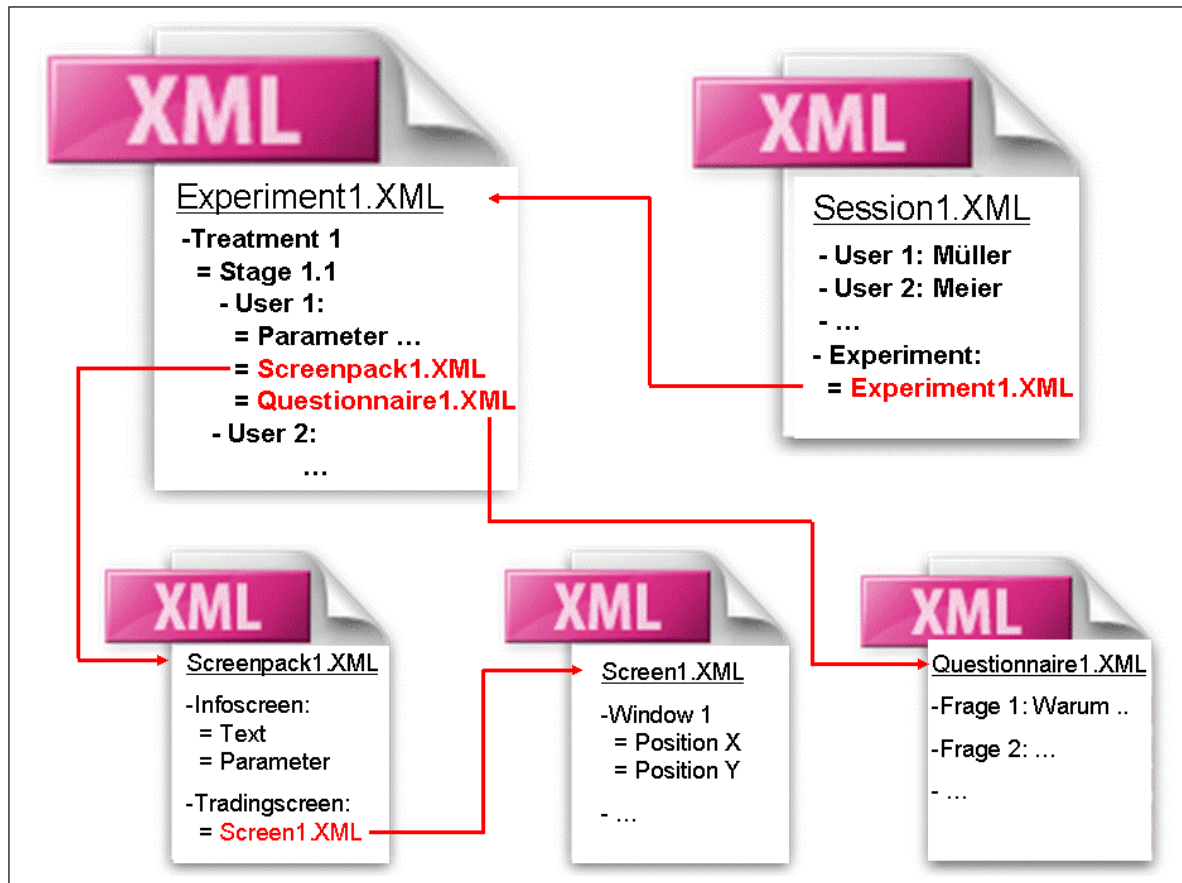 XML
Experiment1.XML
-Treatment 1
= Stage 1.1
- User 1:
= Parameter ...
= Screenpack1.XML
= Questionnaire1.XML
- User 2:
...
XML
Session1.XML
- User 1: Müller
- User 2: Meier
- ...
- Experiment:
= Experiment1.XML
XML
Screenpack1.XML
-Infoscreen:
= Text
= Parameter
-Tradingscreen:
= Screen1.XML
XML
Screen1.XML
-Window 1
= Position X
= Position Y
- ...
XML
Questionnaire1.XML
-Frage 1: Warum ..
-Frage 2: ...
- ...